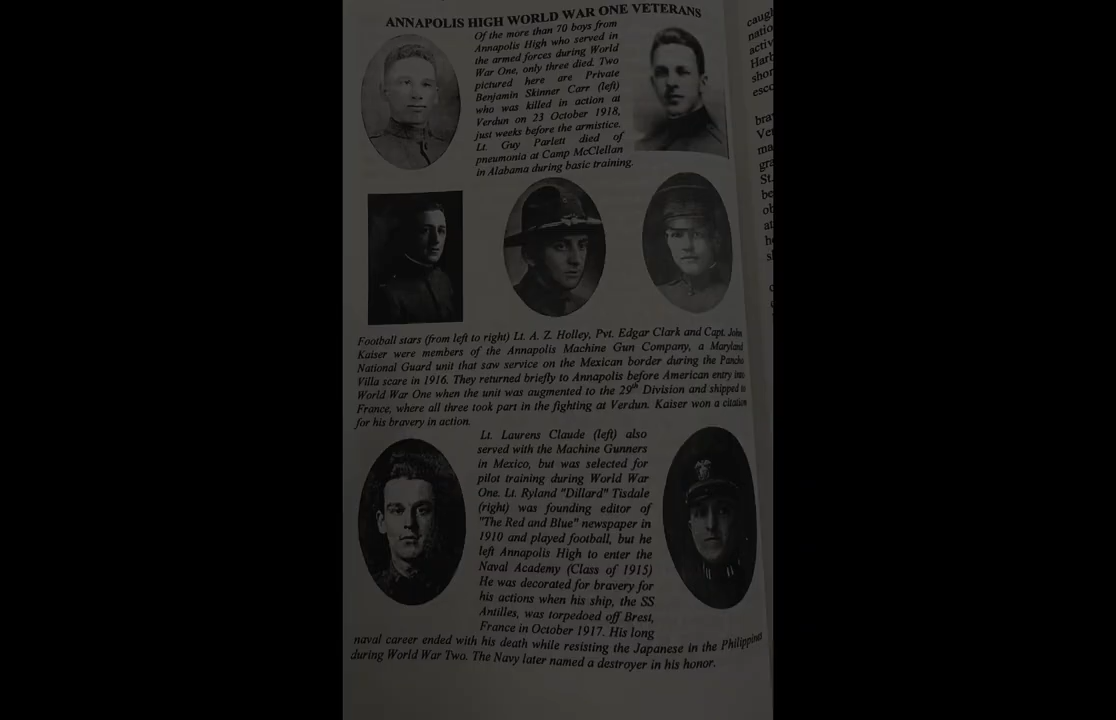 ANNAPOLIS HIGH WORLD WAR ONE VETERANS
Of the more than 70 boys from
Annapolis High who served in
the armed forces during World
War One, only three died. Two
pictured here are Private
Benjamin Skinner Carr (left)
who was killed in action at
Verdun on 23 October 1918,
just weeks before the armistice.
Lt. Guy Parlett died of
pneumonia at Camp McClellan
in Alabama during basic training.
Football stars (from left to right) Lt. A. Z. Holley, Pvt. Edgar Clark and Capt. John
Kaiser were members of the Annapolis Machine Gun Company, a Maryland
National Guard unit that saw service on the Mexican border during the Pancho
Villa scare in 1916. They returned briefly to Annapolis before American entry into
World War One when the unit was augmented to the 29th Division and shipped to
France, where all three took part in the fighting at Verdun. Kaiser won a citation
for his bravery in action.
Lt. Laurens Claude (left) also
served with the Machine Gunners
in Mexico, but was selected for
pilot training during World War
One. Lt. Ryland "Dillard" Tisdale
(right) was founding editor of
"The Red and Blue" newspaper in
1910 and played football, but he
left Annapolis High to enter the
Naval Academy (Class of 1915)
He was decorated for bravery for
his actions when his ship, the SS
Antilles, was torpedoed off Brest,
France in October 1917. His long
naval career ended with his death while resisting the Japanese in the Philippines
during World War Two. The Navy later named a destroyer in his honor.